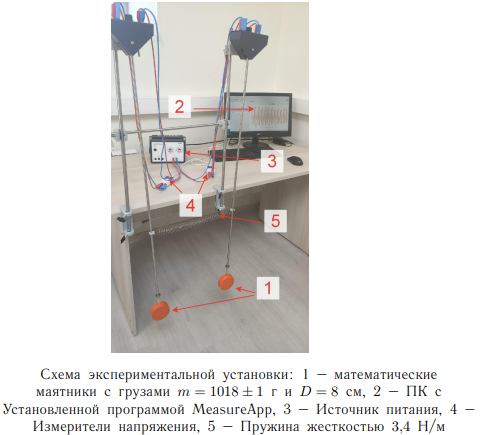 2
3
4
5
1
Схема экспериментальной установки: 1 – математические
маятники с грузами m = 1018 ± 1 г и D = 8 см, 2 – ПК с
Установленной программой MeasureApp, 3 – Источник питания, 4 –
Измерители напряжения, 5 – Пружина жесткостью 3,4 Н/м